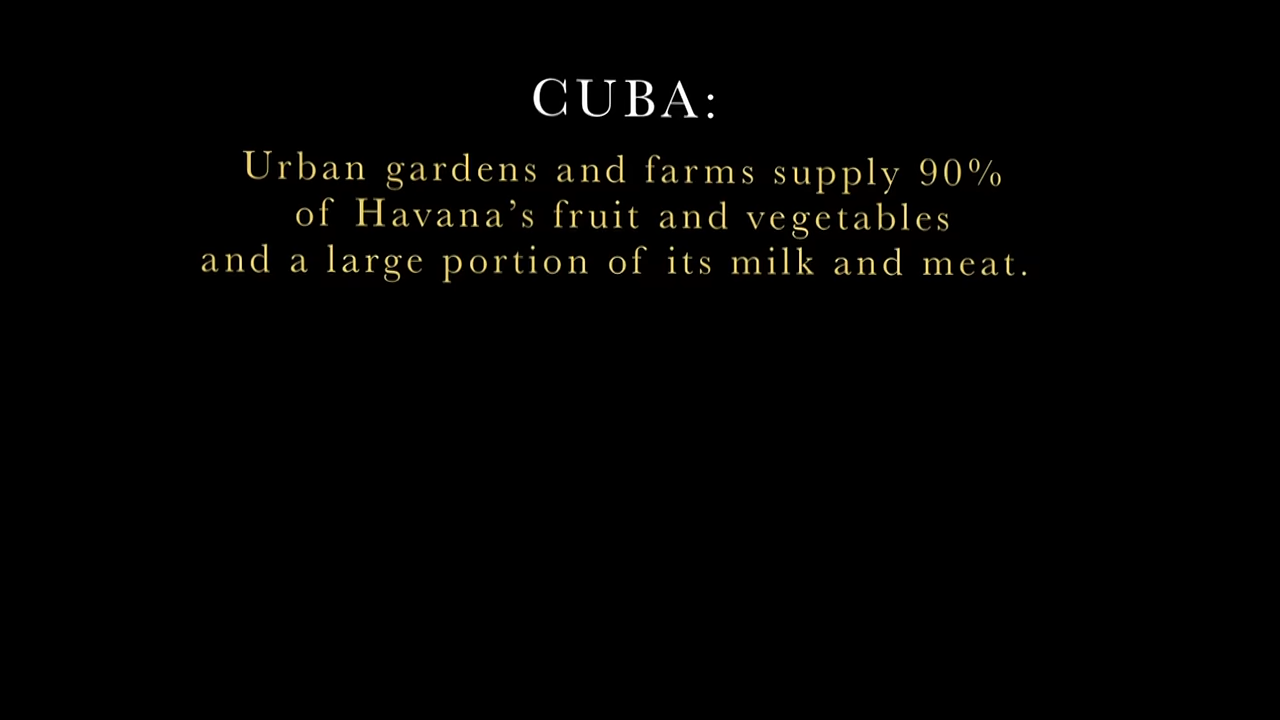 CUBA:
Urban gardens and farms supply 90%
of Havana’s fruit and vegetables
and a large portion of its milk and meat.